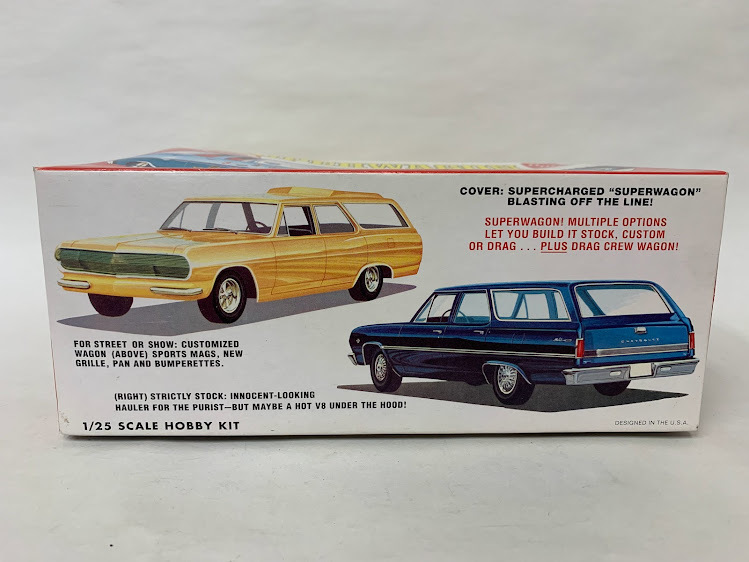 COVER: SUPERCHARGED "SUPERWAGON"
BLASTING OFF THE LINE!
SUPERWAGON! MULTIPLE OPTIONS
LET YOU BUILD IT STOCK, CUSTOM
OR DRAG . . . PLUS DRAG CREW WAGON!
FOR STREET OR SHOW: CUSTOMIZED
WAGON (ABOVE) SPORTS MAGS, NEW
GRILLE, PAN AND BUMPERETTES.
CHEVROLET
(RIGHT) STRICTLY STOCK: INNOCENT-LOOKING
HAULER FOR THE PURIST—BUT MAYBE A HOT V8 UNDER THE HOOD!
1/25 SCALE HOBBY KIT
DESIGNED IN THE U.S.A.